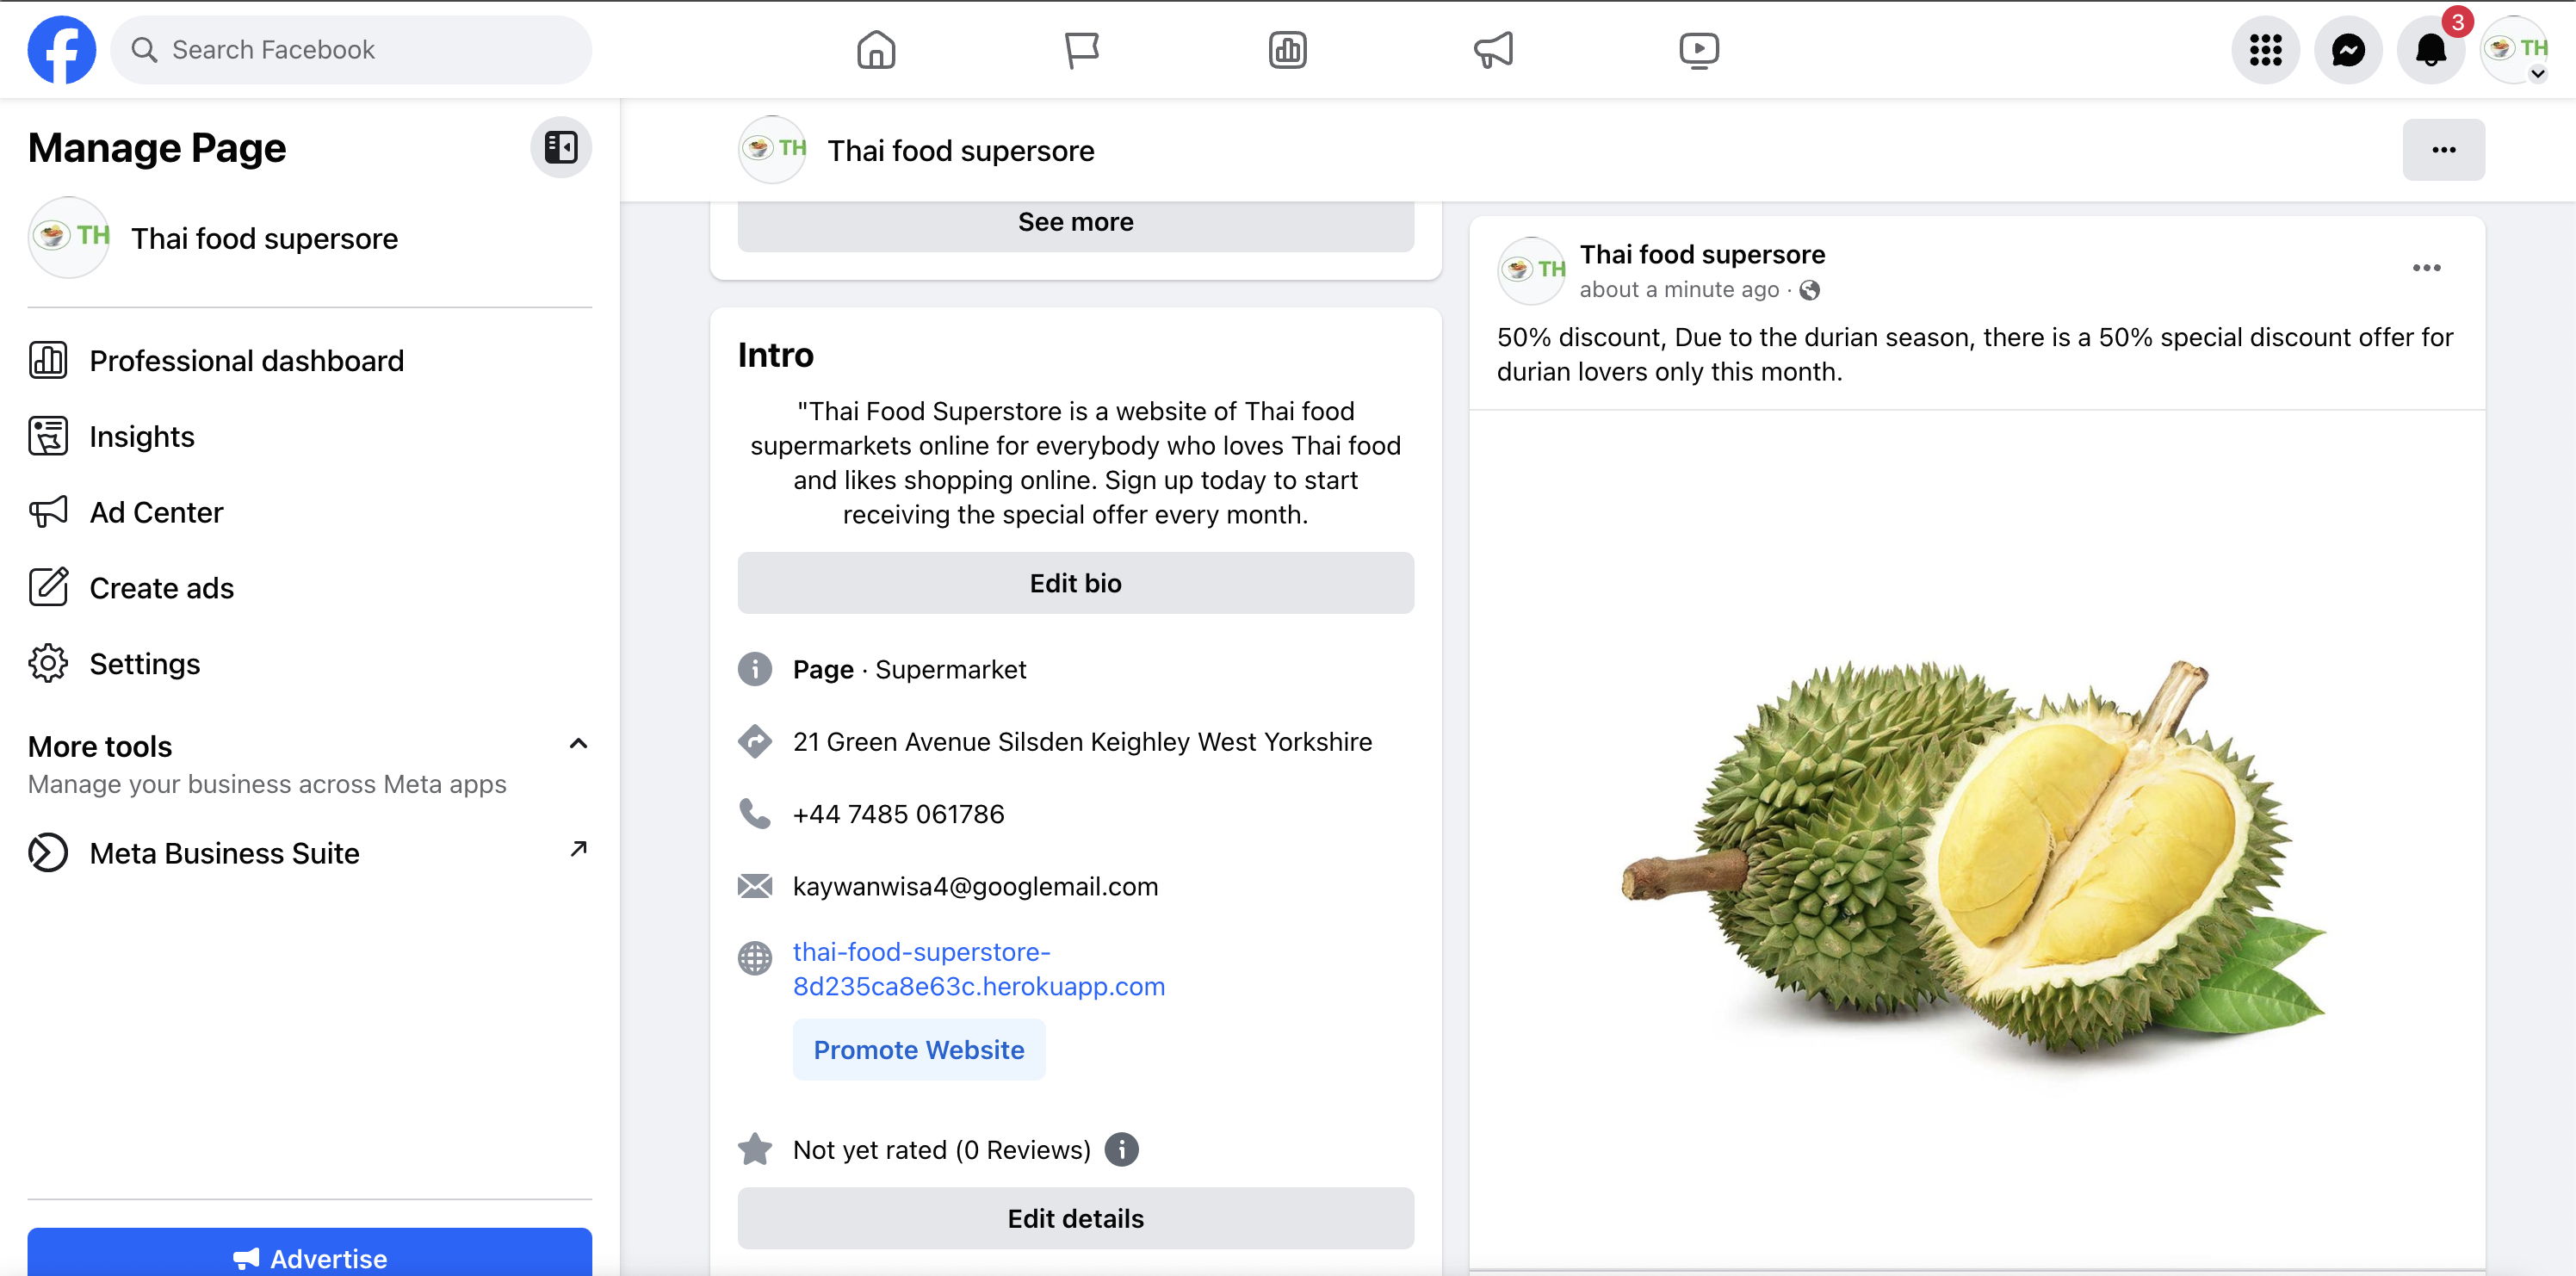 Search Facebook
3
TH
Manage Page
TH
Thai food supersore
Professional dashboard
Insights
Ad Center
Create ads
Settings
More tools
Manage your business across Meta apps
Meta Business Suite
Advertise
TH
Thai food supersore
See more
Intro
"Thai Food Superstore is a website of Thai food
supermarkets online for everybody who loves Thai food
and likes shopping online. Sign up today to start
receiving the special offer every month.
Edit bio
Page · Supermarket
21 Green Avenue Silsden Keighley West Yorkshire
+44 7485 061786
kaywanwisa4@googlemail.com
thai-food-superstore-
8d235ca8e63c.herokuapp.com
Promote Website
Not yet rated (0 Reviews)
Edit details
TH
Thai food supersore
about a minute ago ·
50% discount, Due to the durian season, there is a 50% special discount offer for
durian lovers only this month.